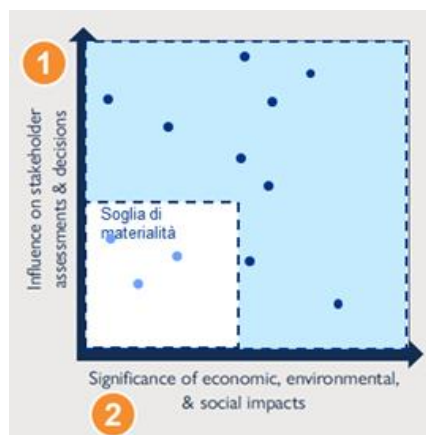 1
Influence on stakeholder
assessments & decisions
Soglia di
materialità
Significance of economic, environmental,
& social impacts
2